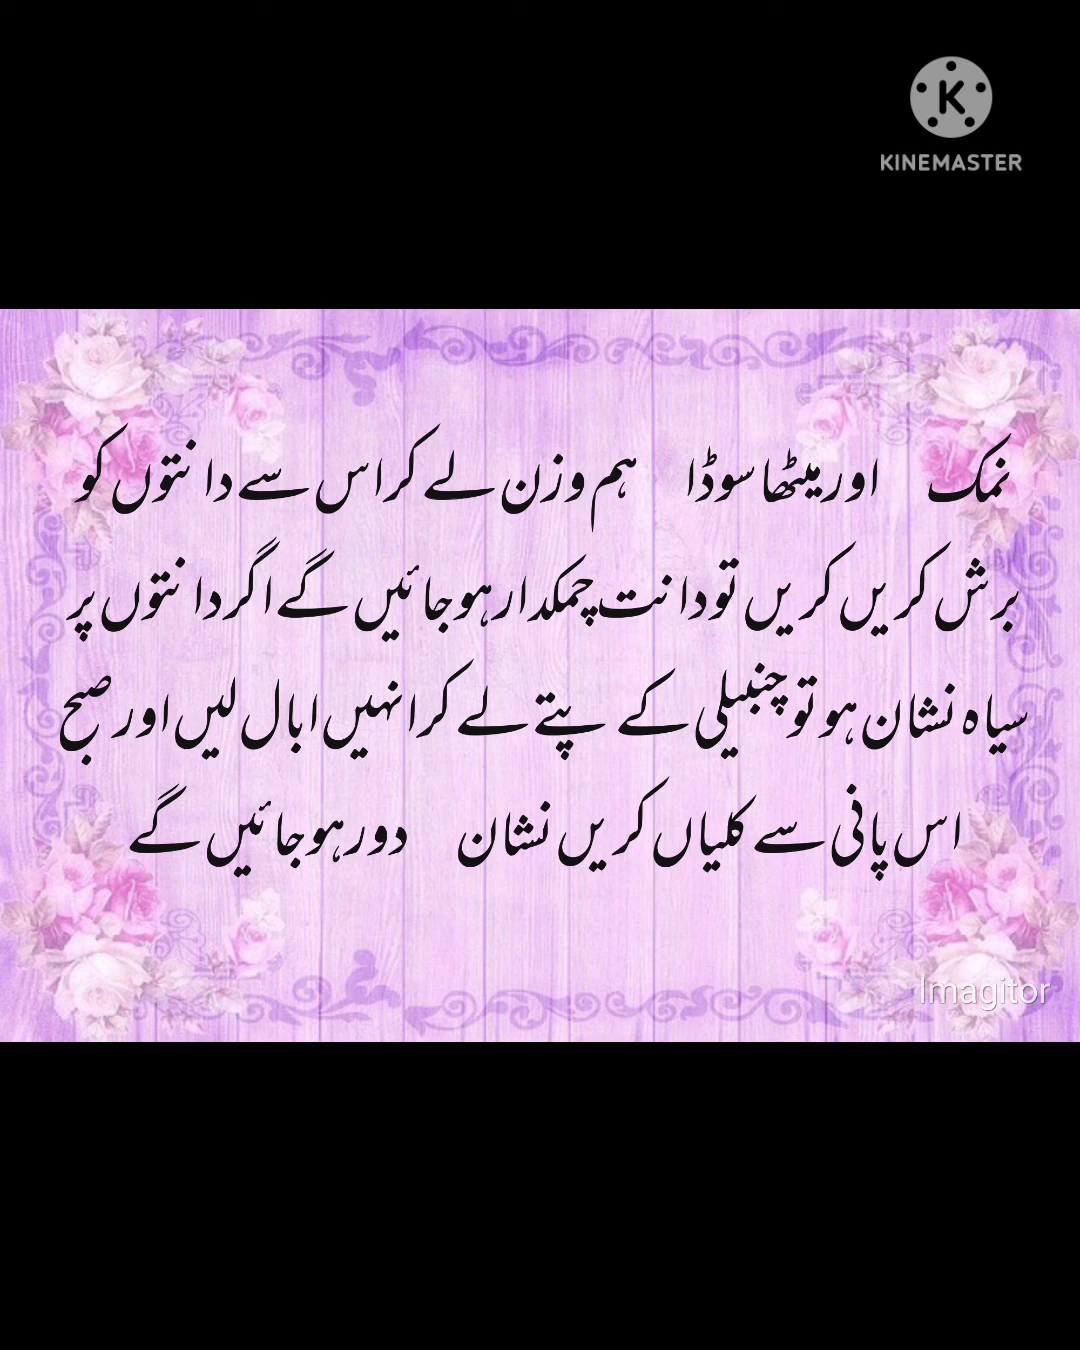 KINEMASTER
نمک اور میٹھا سوڈا ہم وزن لے کر اس سے دانتوں کو
برش کریں کریں تو دانت چمکدار ہو جائیں گے اگر دانتوں پر
سیاہ نشان ہو تو چنبیلی کے پتے لے کر انہیں ابال لیں اور صبح
اس پانی سے کلیاں کریں نشان دور ہو جائیں گے
Imagitor